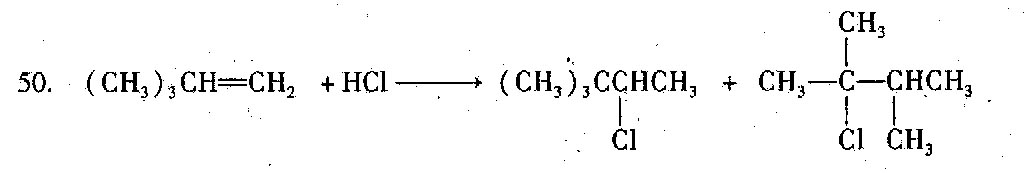 CH₃
50. (CH₃)₃CH=CH₂ + HCl ⟶ (CH₃)₃CCHCH₃ + CH₃—C—CHCH₃
Cl Cl CH₃